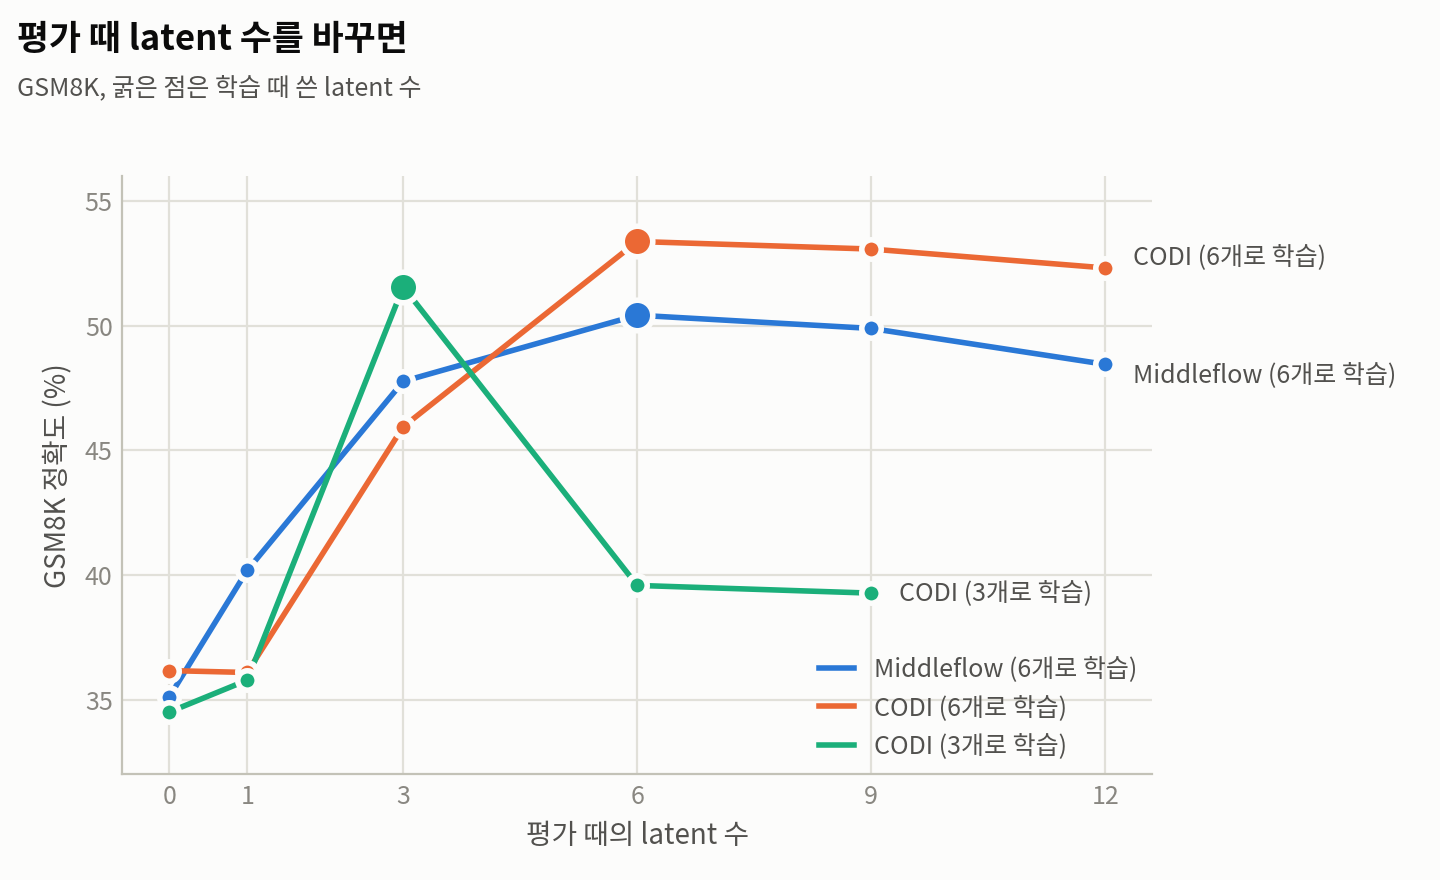 평가 때 latent 수를 바꾸면
GSM8K, 굵은 점은 학습 때 쓴 latent 수
GSM8K 정확도 (%)
55
50
45
40
35
CODI (6개로 학습)
Middleflow (6개로 학습)
CODI (3개로 학습)
Middleflow (6개로 학습)
CODI (6개로 학습)
CODI (3개로 학습)
0 1 3 6 9 12
평가 때의 latent 수